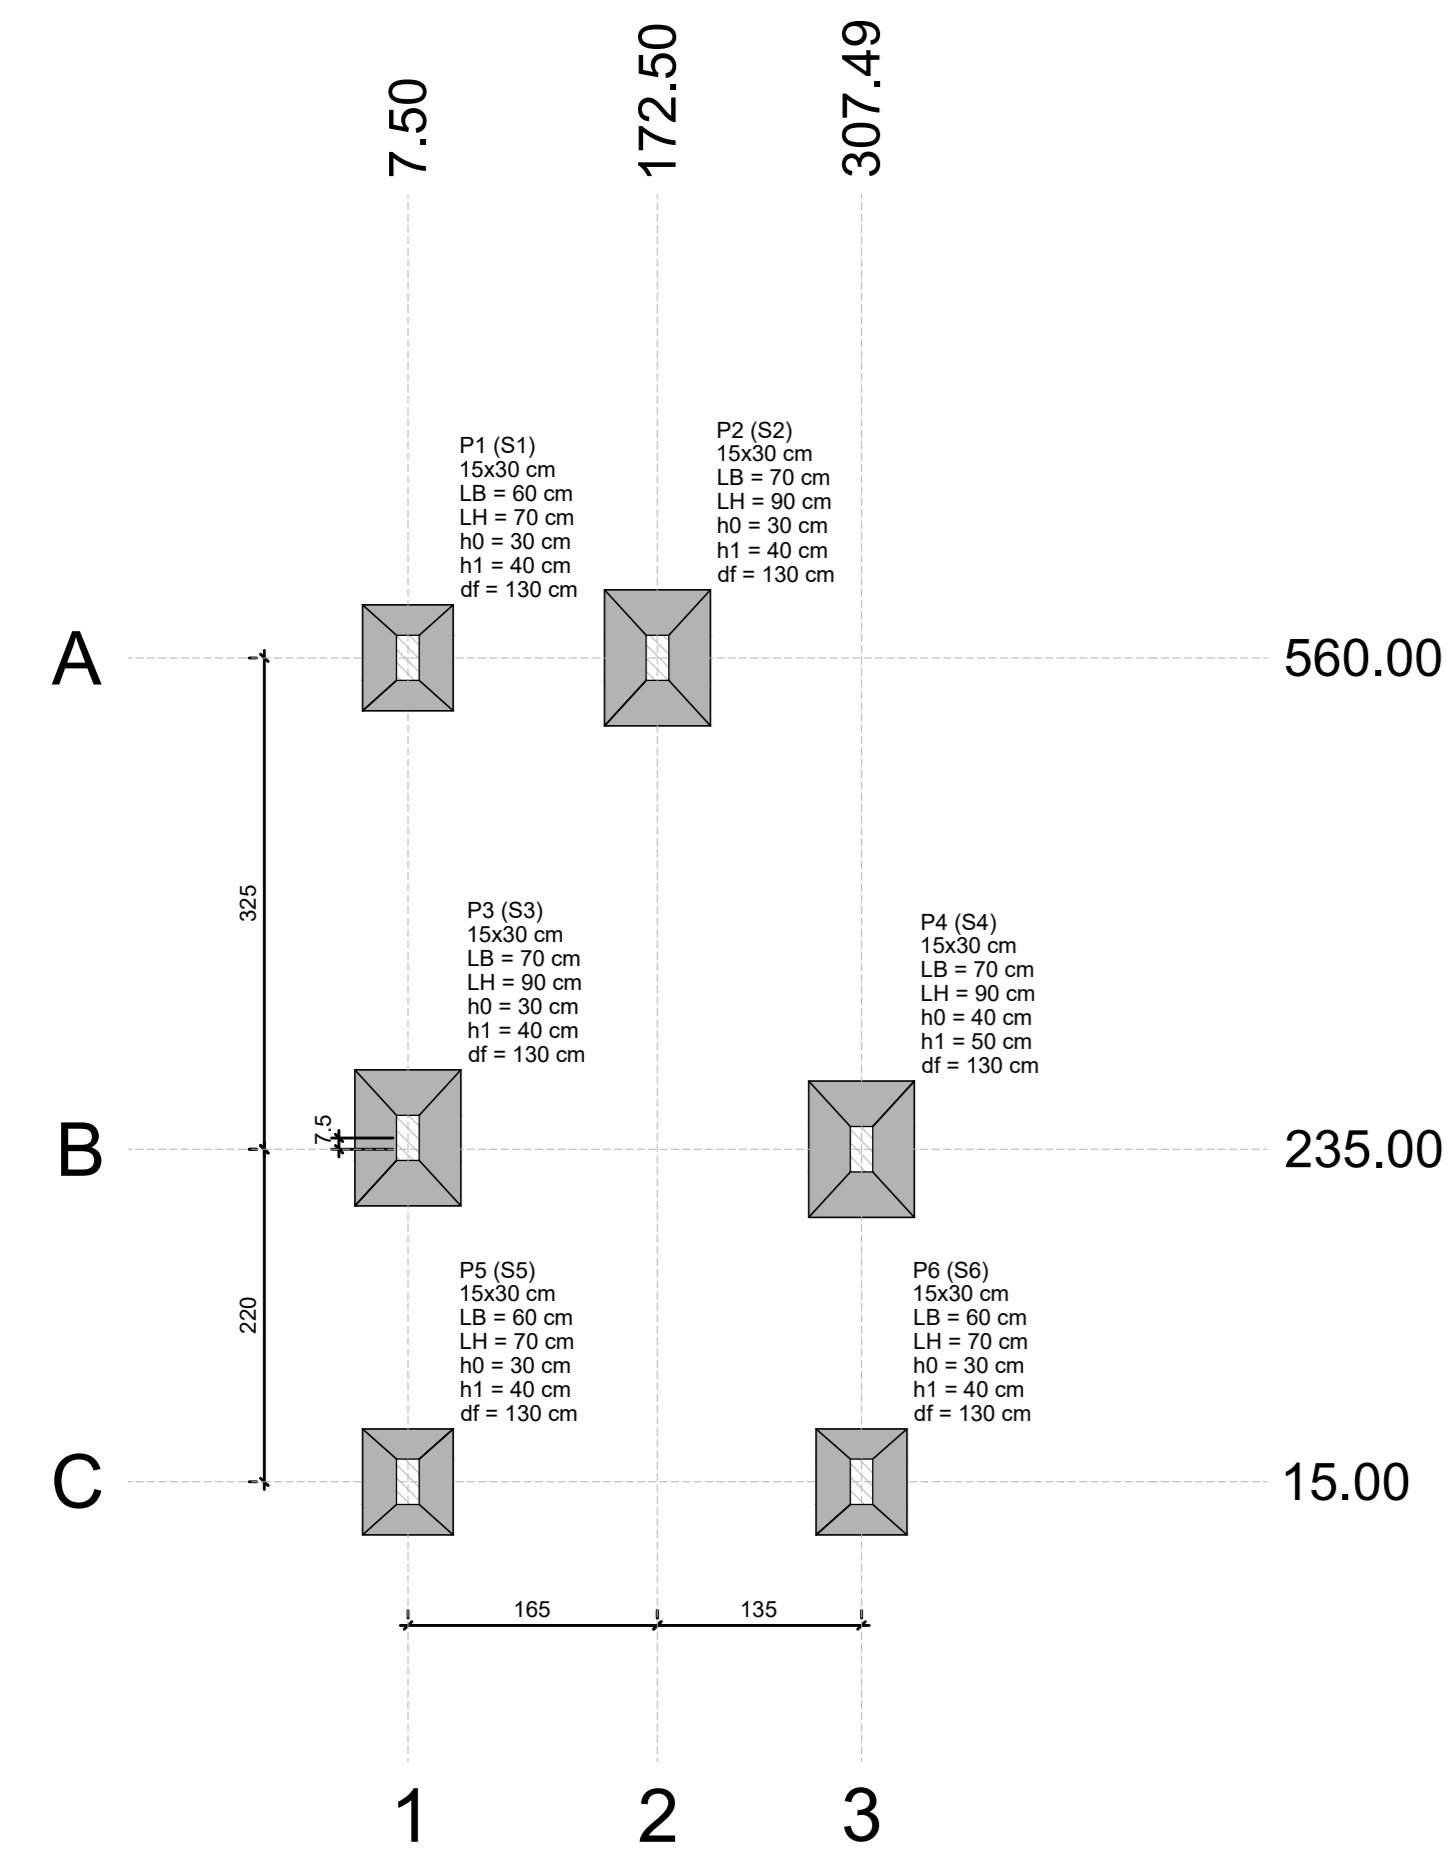 7.50
172.50
307.49
P1 (S1)
15x30 cm
LB = 60 cm
LH = 70 cm
h0 = 30 cm
h1 = 40 cm
df = 130 cm
P2 (S2)
15x30 cm
LB = 70 cm
LH = 90 cm
h0 = 30 cm
h1 = 40 cm
df = 130 cm
A
560.00
325
P3 (S3)
15x30 cm
LB = 70 cm
LH = 90 cm
h0 = 30 cm
h1 = 40 cm
df = 130 cm
P4 (S4)
15x30 cm
LB = 70 cm
LH = 90 cm
h0 = 40 cm
h1 = 50 cm
df = 130 cm
7.5
B
235.00
220
P5 (S5)
15x30 cm
LB = 60 cm
LH = 70 cm
h0 = 30 cm
h1 = 40 cm
df = 130 cm
P6 (S6)
15x30 cm
LB = 60 cm
LH = 70 cm
h0 = 30 cm
h1 = 40 cm
df = 130 cm
C
15.00
165
135
1
2
3